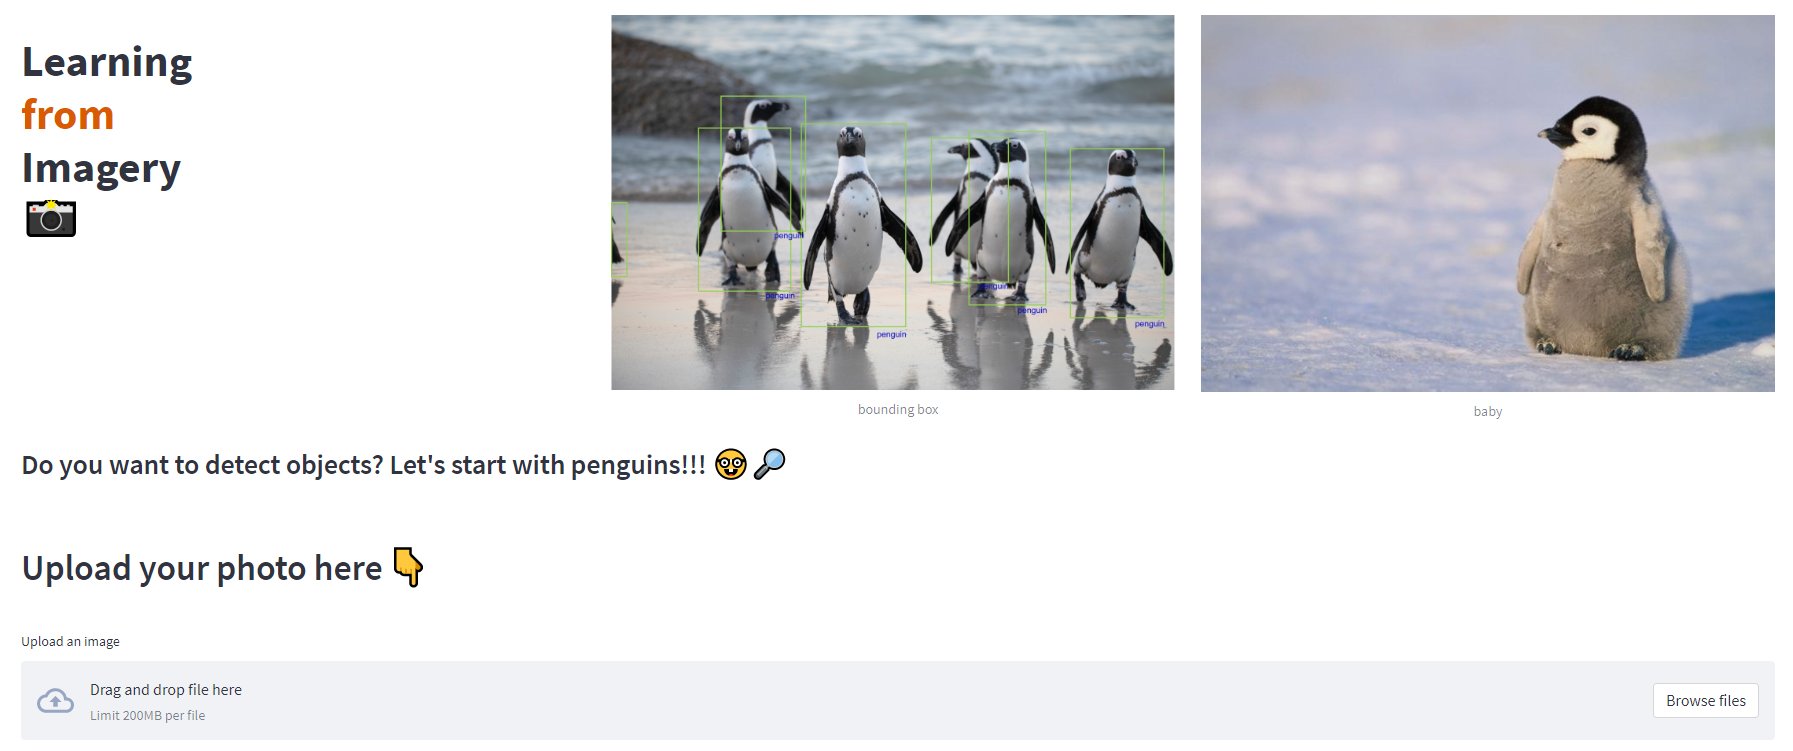 Learning
from
Imagery
penguin
penguin
penguin
penguin
penguin
penguin
bounding box
baby
Do you want to detect objects? Let's start with penguins!!!
Upload your photo here
Upload an image
Drag and drop file here
Limit 200MB per file
Browse files